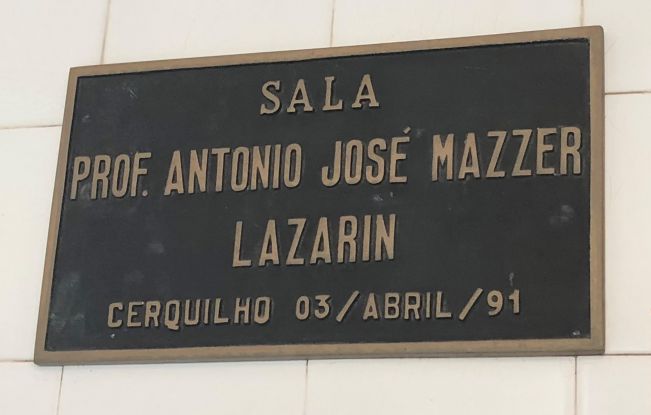 SALA
PROF. ANTONIO JOSÉ MAZZER
LAZARIN
CERQUILHO 03/ABRIL/91